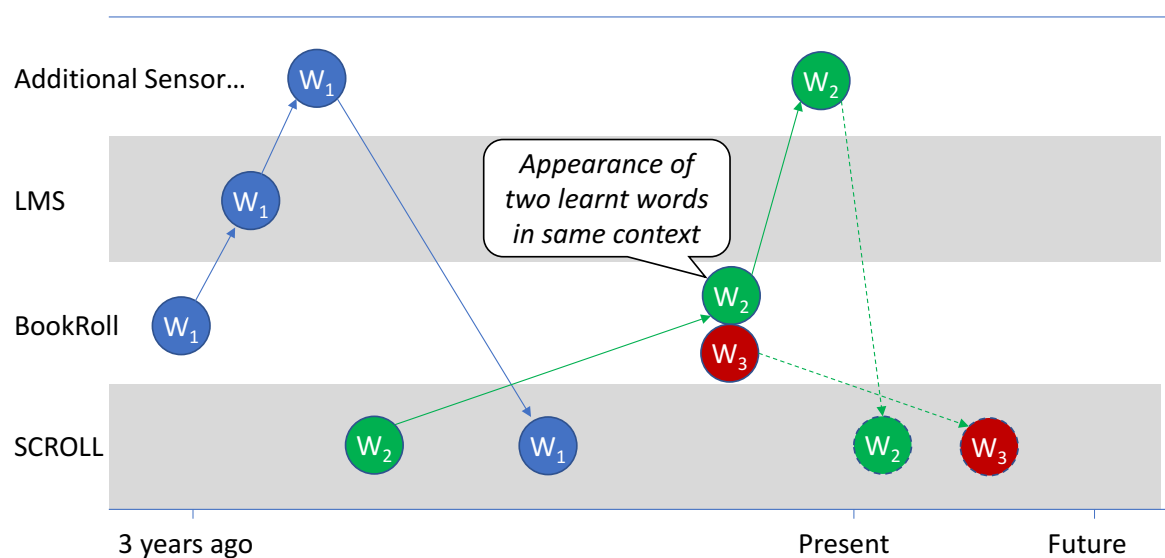 Additional Sensor…
W₁
W₂
Appearance of
two learnt words
in same context
LMS
W₁
BookRoll
W₁
W₂
W₃
SCROLL
W₂
W₁
W₂
W₃
3 years ago
Present
Future